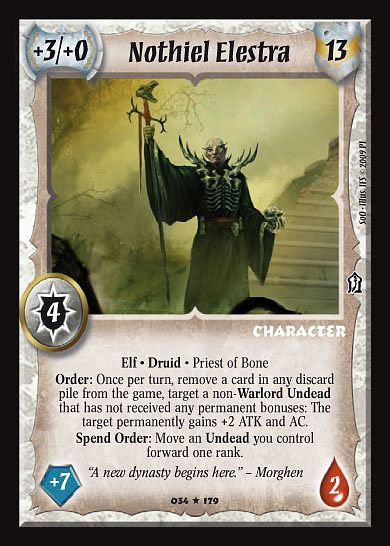 +3/+0
Nothiel Elestra
13
SOO · Illus. TFS © 2009 PI
4
CHARACTER
Elf • Druid • Priest of Bone
Order: Once per turn, remove a card in any discard
pile from the game, target a non-Warlord Undead
that has not received any permanent bonuses: The
target permanently gains +2 ATK and AC.
Spend Order: Move an Undead you control
forward one rank.
"A new dynasty begins here." – Morghen
+7
034 ★ 179
2